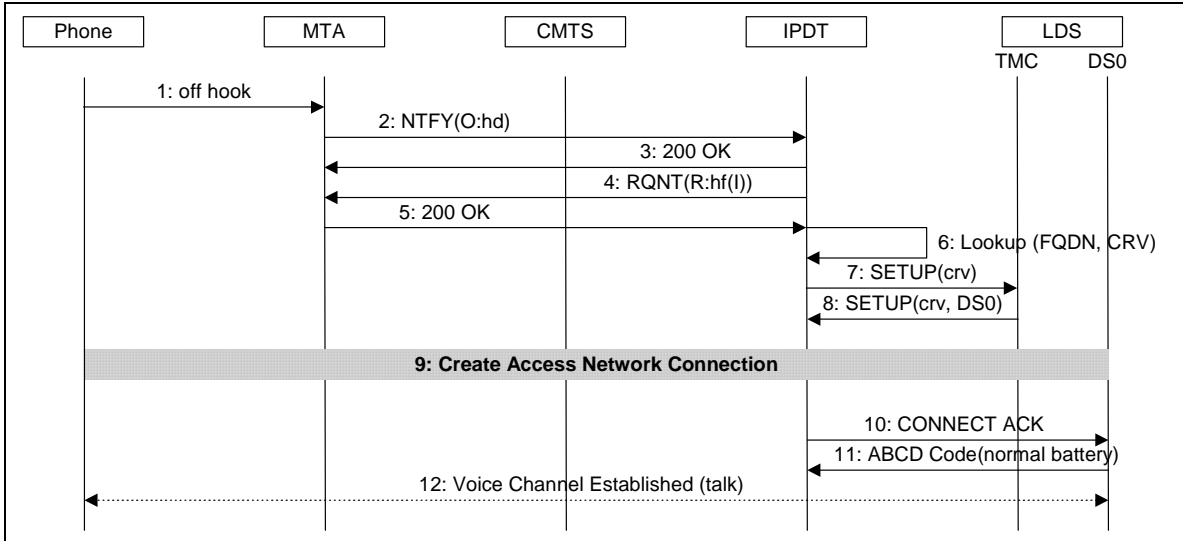 Phone MTA CMTS IPDT LDS
TMC DS0
1: off hook
2: NTFY(O:hd)
3: 200 OK
4: RQNT(R:hf(I))
5: 200 OK
6: Lookup (FQDN, CRV)
7: SETUP(crv)
8: SETUP(crv, DS0)
9: Create Access Network Connection
10: CONNECT ACK
11: ABCD Code(normal battery)
12: Voice Channel Established (talk)